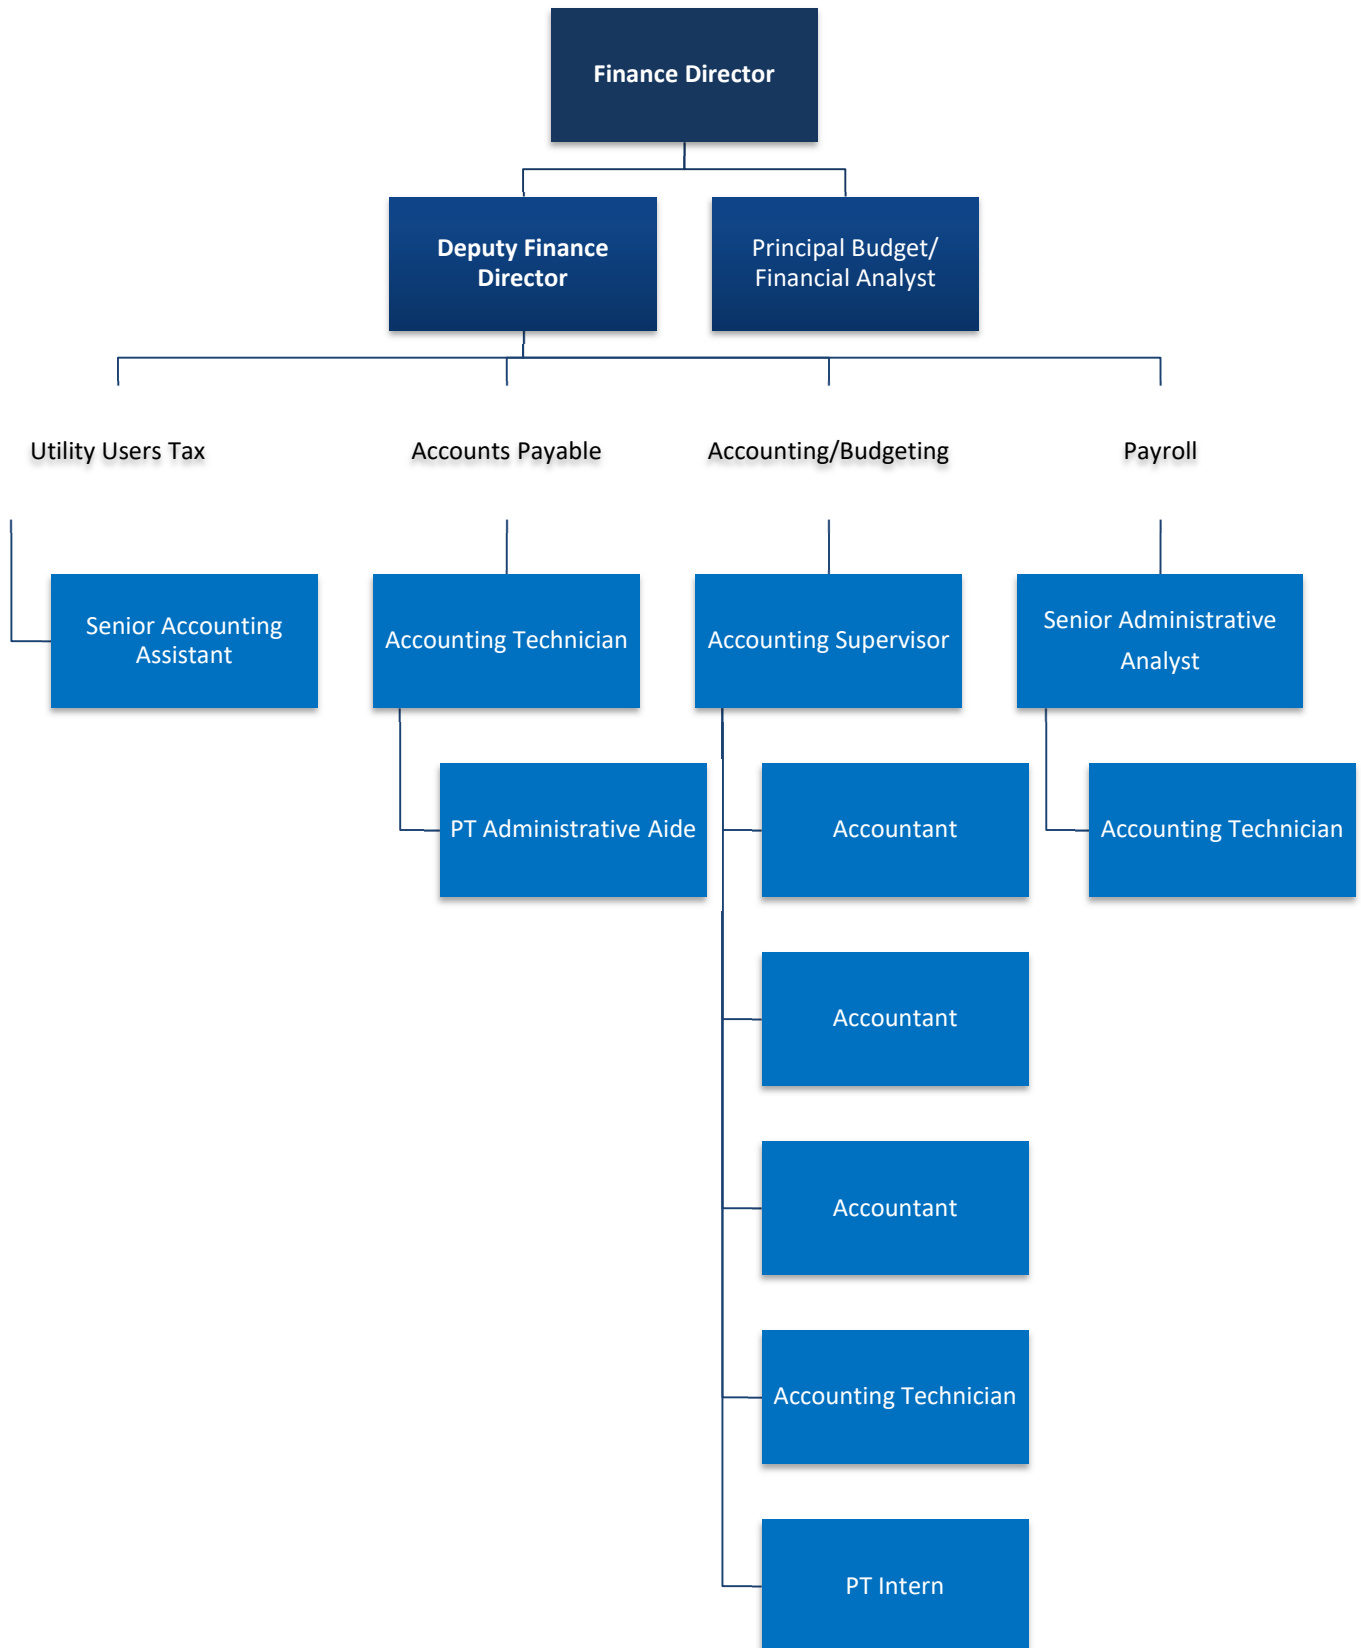 Finance Director
Deputy Finance
Director
Principal Budget/
Financial Analyst
Utility Users Tax
Accounts Payable
Accounting/Budgeting
Payroll
Senior Accounting
Assistant
Accounting Technician
Accounting Supervisor
Senior Administrative
Analyst
PT Administrative Aide
Accountant
Accounting Technician
Accountant
Accountant
Accounting Technician
PT Intern